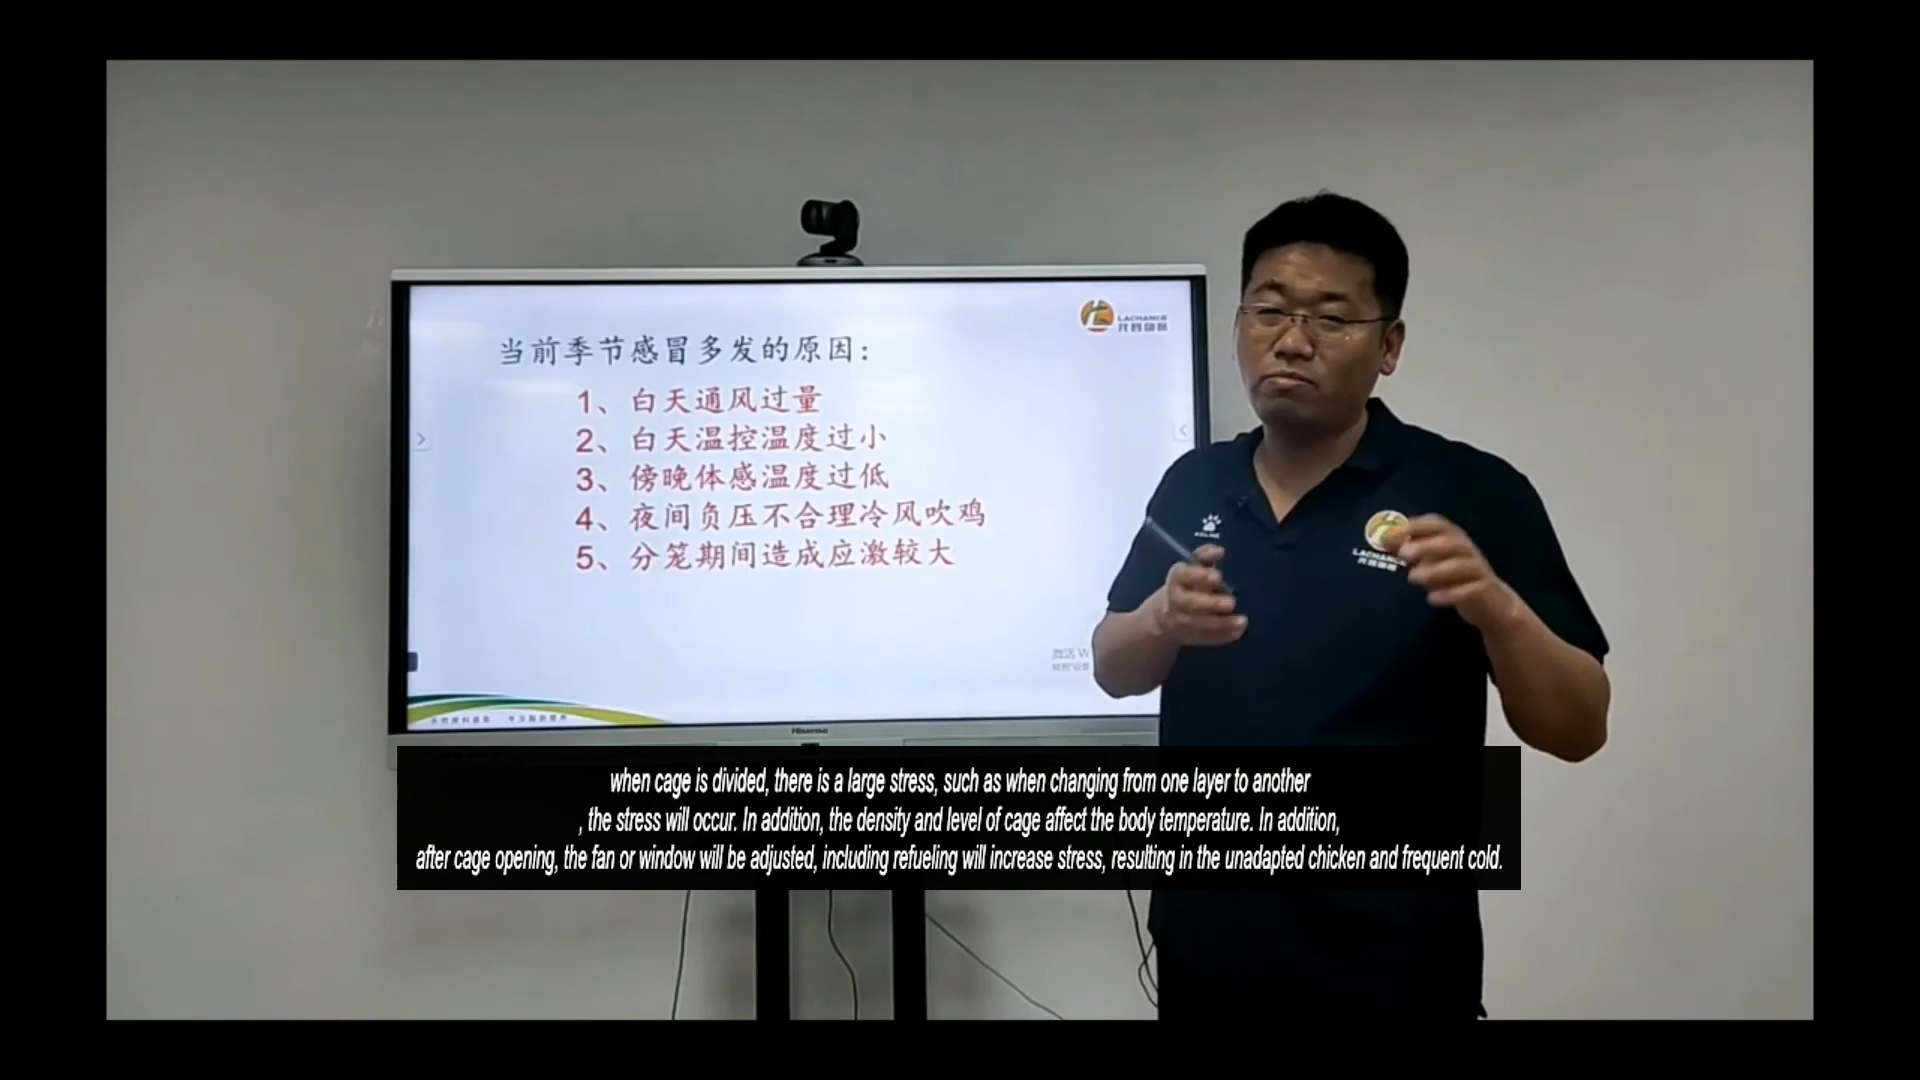 LACHANCE
当前季节感冒多发的原因:
1、白天通风过量
2、白天温控温度过小
3、傍晚体感温度过低
4、夜间负压不合理冷风吹鸡
5、分笼期间造成应激较大
激活 W
Hisense
KELME
LACHANCE
when cage is divided, there is a large stress, such as when changing from one layer to another
, the stress will occur. In addition, the density and level of cage affect the body temperature. In addition,
after cage opening, the fan or window will be adjusted, including refueling will increase stress, resulting in the unadapted chicken and frequent cold.